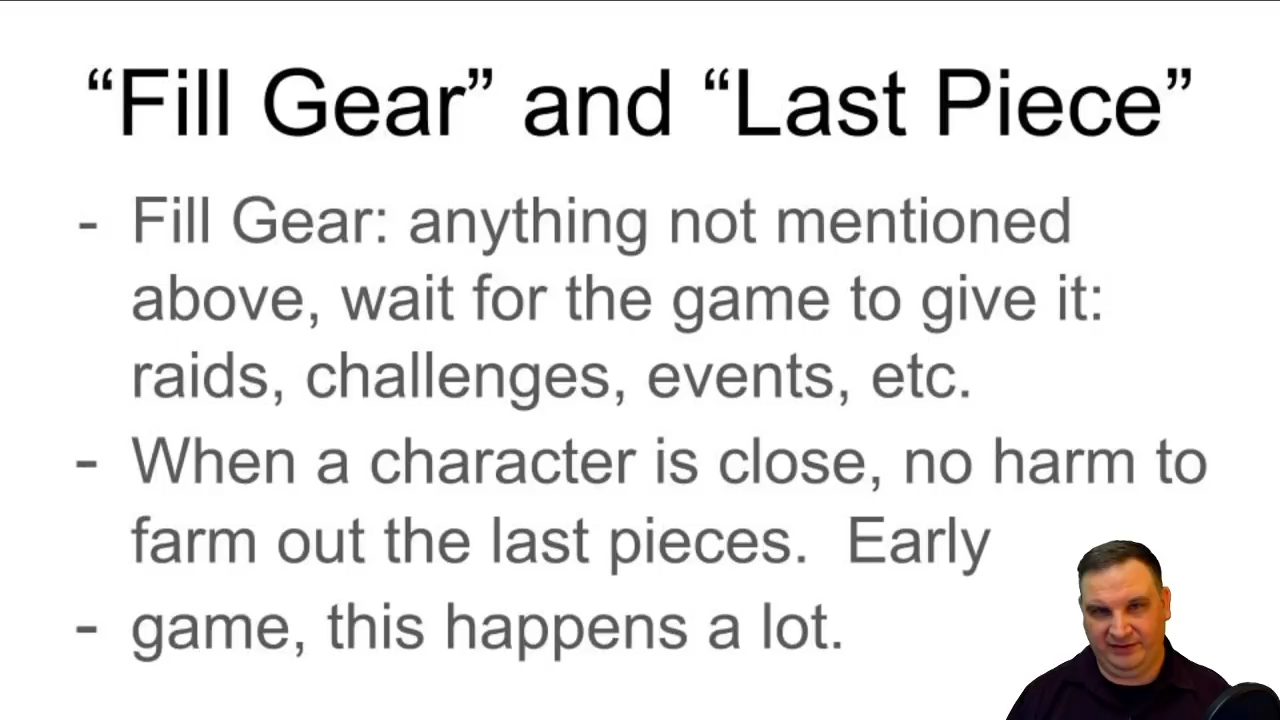 “Fill Gear” and “Last Piece”
- Fill Gear: anything not mentioned
above, wait for the game to give it:
raids, challenges, events, etc.
- When a character is close, no harm to
farm out the last pieces.  Early
- game, this happens a lot.